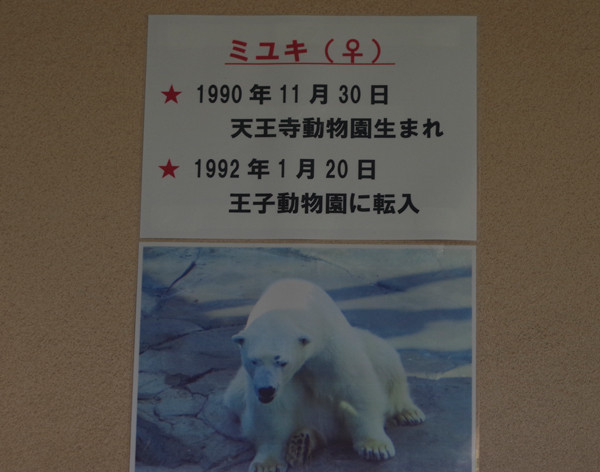 ミユキ(♀)
★ 1990年11月30日
天王寺動物園生まれ
★ 1992年1月20日
王子動物園に転入